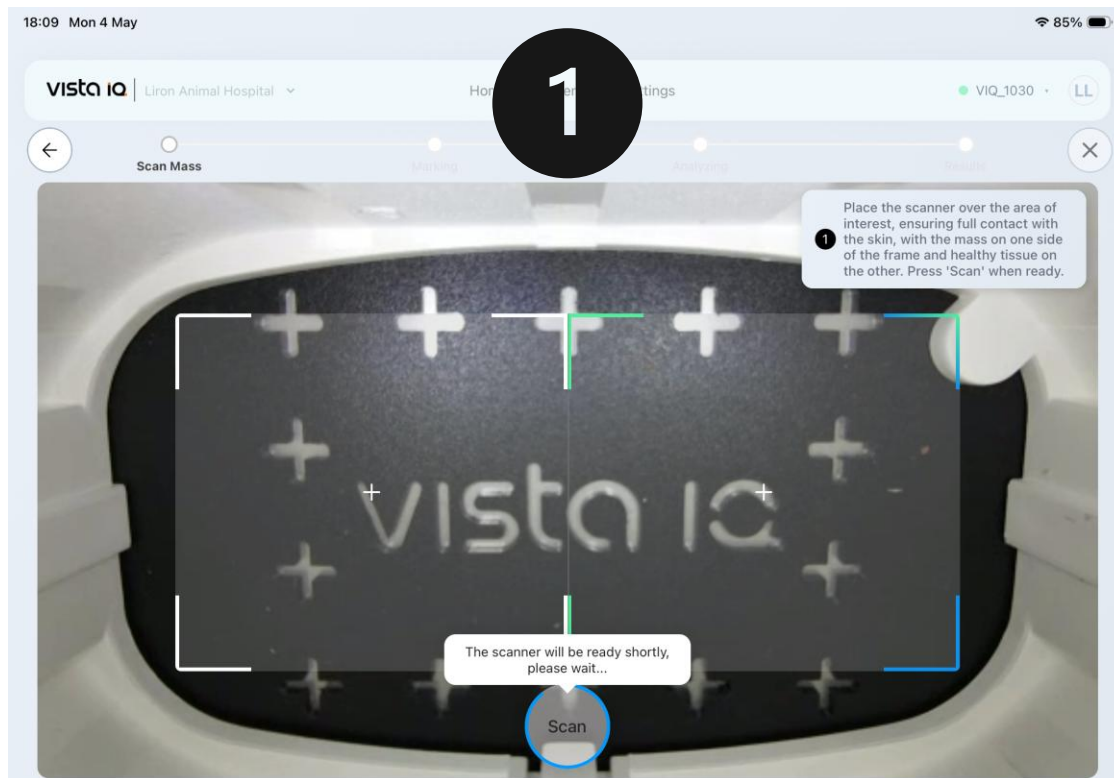 18:09 Mon 4 May
85%
1
vista iQ
Liron Animal Hospital
VIQ_1030
LL
Scan Mass
Marking
Analyzing
Results
1
Place the scanner over the area of
interest, ensuring full contact with
the skin, with the mass on one side
of the frame and healthy tissue on
the other. Press 'Scan' when ready.
vista iQ
The scanner will be ready shortly,
please wait...
Scan